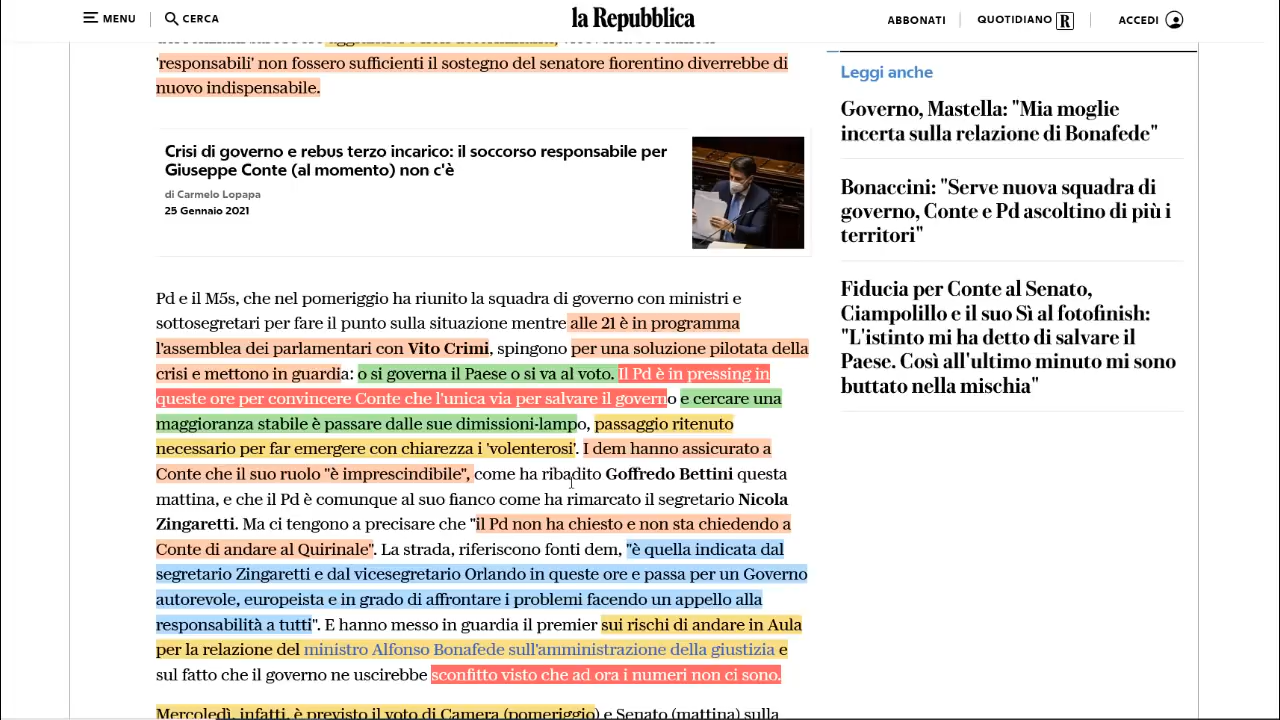 MENU
CERCA
la Repubblica
ABBONATI
QUOTIDIANO R
ACCEDI
'responsabili' non fossero sufficienti il sostegno del senatore fiorentino diverrebbe di
nuovo indispensabile.
Crisi di governo e rebus terzo incarico: il soccorso responsabile per
Giuseppe Conte (al momento) non c'è
di Carmelo Lopapa
25 Gennaio 2021
Pd e il M5s, che nel pomeriggio ha riunito la squadra di governo con ministri e
sottosegretari per fare il punto sulla situazione mentre alle 21 è in programma
l'assemblea dei parlamentari con Vito Crimi, spingono per una soluzione pilotata della
crisi e mettono in guardia: o si governa il Paese o si va al voto. Il Pd è in pressing in
queste ore per convincere Conte che l'unica via per salvare il governo e cercare una
maggioranza stabile è passare dalle sue dimissioni-lampo, passaggio ritenuto
necessario per far emergere con chiarezza i 'volenterosi'. I dem hanno assicurato a
Conte che il suo ruolo "è imprescindibile", come ha ribadito Goffredo Bettini questa
mattina, e che il Pd è comunque al suo fianco come ha rimarcato il segretario Nicola
Zingaretti. Ma ci tengono a precisare che "il Pd non ha chiesto e non sta chiedendo a
Conte di andare al Quirinale". La strada, riferiscono fonti dem, "è quella indicata dal
segretario Zingaretti e dal vicesegretario Orlando in queste ore e passa per un Governo
autorevole, europeista e in grado di affrontare i problemi facendo un appello alla
responsabilità a tutti". E hanno messo in guardia il premier sui rischi di andare in Aula
per la relazione del ministro Alfonso Bonafede sull'amministrazione della giustizia e
sul fatto che il governo ne uscirebbe sconfitto visto che ad ora i numeri non ci sono.
Mercoledì, infatti, è previsto il voto di Camera (pomeriggio) e Senato (mattina) sulla
Leggi anche
Governo, Mastella: "Mia moglie
incerta sulla relazione di Bonafede"
Bonaccini: "Serve nuova squadra di
governo, Conte e Pd ascoltino di più i
territori"
Fiducia per Conte al Senato,
Ciampolillo e il suo Sì al fotofinish:
"L'istinto mi ha detto di salvare il
Paese. Così all'ultimo minuto mi sono
buttato nella mischia"